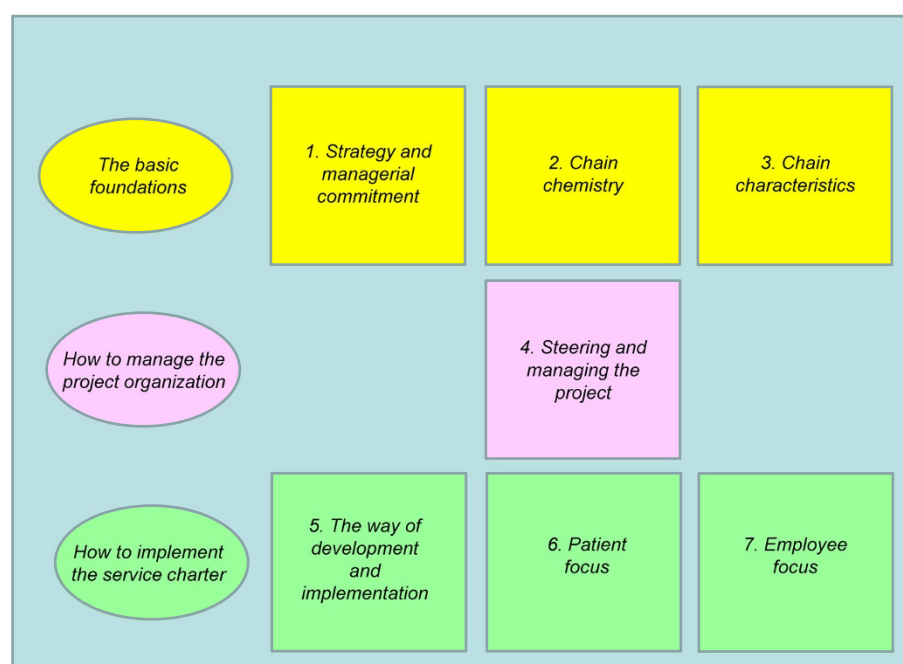 The basic
foundations
1. Strategy and
managerial
commitment
2. Chain
chemistry
3. Chain
characteristics
How to manage the
project organization
4. Steering and
managing the
project
How to implement
the service charter
5. The way of
development
and
implementation
6. Patient
focus
7. Employee
focus